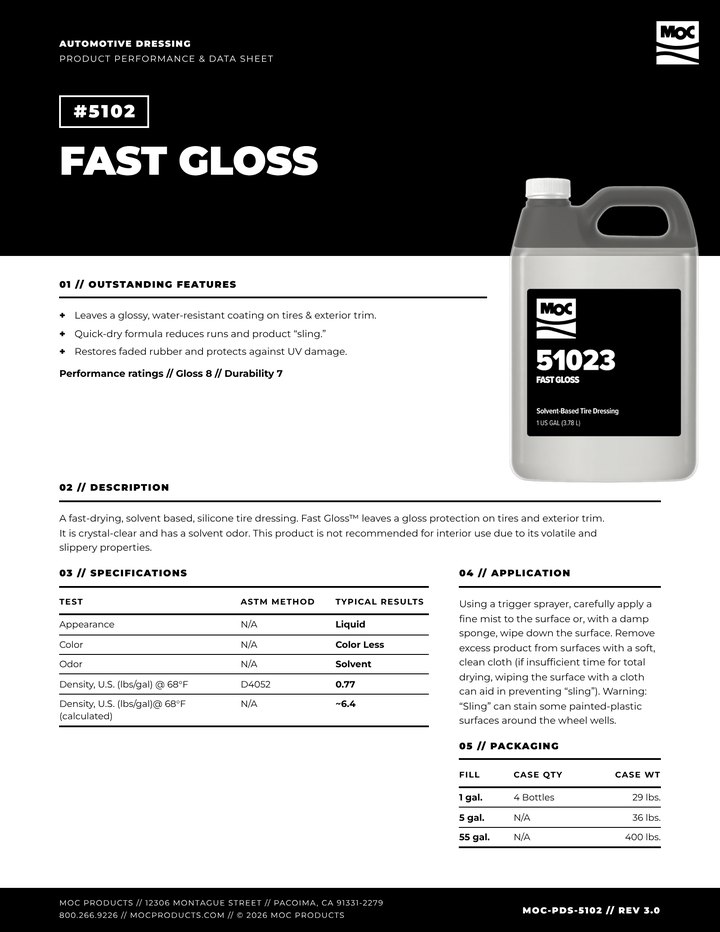 AUTOMOTIVE DRESSING
PRODUCT PERFORMANCE & DATA SHEET
MOC
#5102
FAST GLOSS
01 // OUTSTANDING FEATURES
+ Leaves a glossy, water-resistant coating on tires & exterior trim.
+ Quick-dry formula reduces runs and product “sling.”
+ Restores faded rubber and protects against UV damage.
Performance ratings // Gloss 8 // Durability 7
MOC
51023
FAST GLOSS
Solvent-Based Tire Dressing
1 US GAL (3.78 L)
02 // DESCRIPTION
A fast-drying, solvent based, silicone tire dressing. Fast Gloss™ leaves a gloss protection on tires and exterior trim.
It is crystal-clear and has a solvent odor. This product is not recommended for interior use due to its volatile and
slippery properties.
03 // SPECIFICATIONS
TEST ASTM METHOD TYPICAL RESULTS
Appearance N/A Liquid
Color N/A Color Less
Odor N/A Solvent
Density, U.S. (lbs/gal) @ 68°F D4052 0.77
Density, U.S. (lbs/gal)@ 68°F N/A ~6.4
(calculated)
04 // APPLICATION
Using a trigger sprayer, carefully apply a
fine mist to the surface or, with a damp
sponge, wipe down the surface. Remove
excess product from surfaces with a soft,
clean cloth (if insufficient time for total
drying, wiping the surface with a cloth
can aid in preventing “sling”). Warning:
“Sling” can stain some painted-plastic
surfaces around the wheel wells.
05 // PACKAGING
FILL CASE QTY CASE WT
1 gal. 4 Bottles 29 lbs.
5 gal. N/A 36 lbs.
55 gal. N/A 400 lbs.
MOC PRODUCTS // 12306 MONTAGUE STREET // PACOIMA, CA 91331-2279
800.266.9226 // MOCPRODUCTS.COM // © 2026 MOC PRODUCTS
MOC-PDS-5102 // REV 3.0